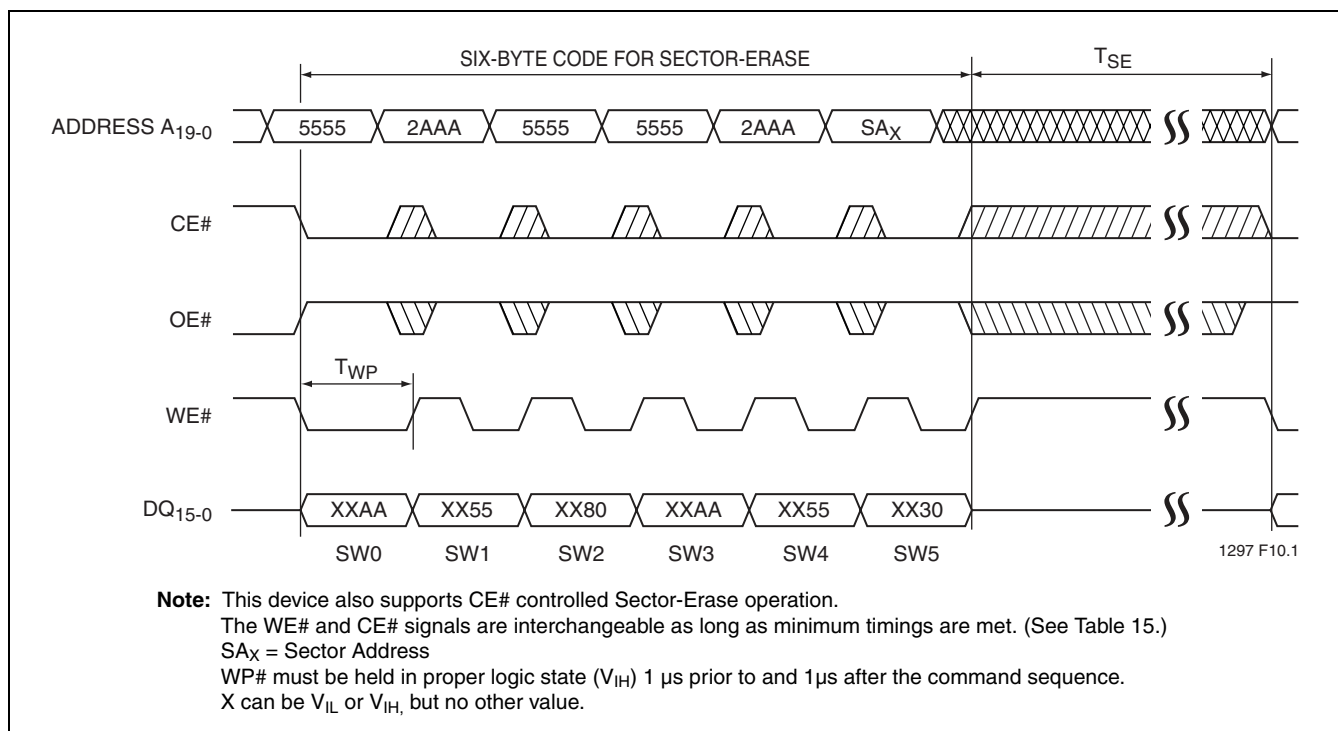 SIX-BYTE CODE FOR SECTOR-ERASE TSE
ADDRESS A19-0 5555 2AAA 5555 5555 2AAA SAX
CE#
OE#
TWP
WE#
DQ15-0 XXAA XX55 XX80 XXAA XX55 XX30
SW0 SW1 SW2 SW3 SW4 SW5
1297 F10.1
Note: This device also supports CE# controlled Sector-Erase operation.
The WE# and CE# signals are interchangeable as long as minimum timings are met. (See Table 15.)
SAX = Sector Address
WP# must be held in proper logic state (VIH) 1 µs prior to and 1µs after the command sequence.
X can be VIL or VIH, but no other value.